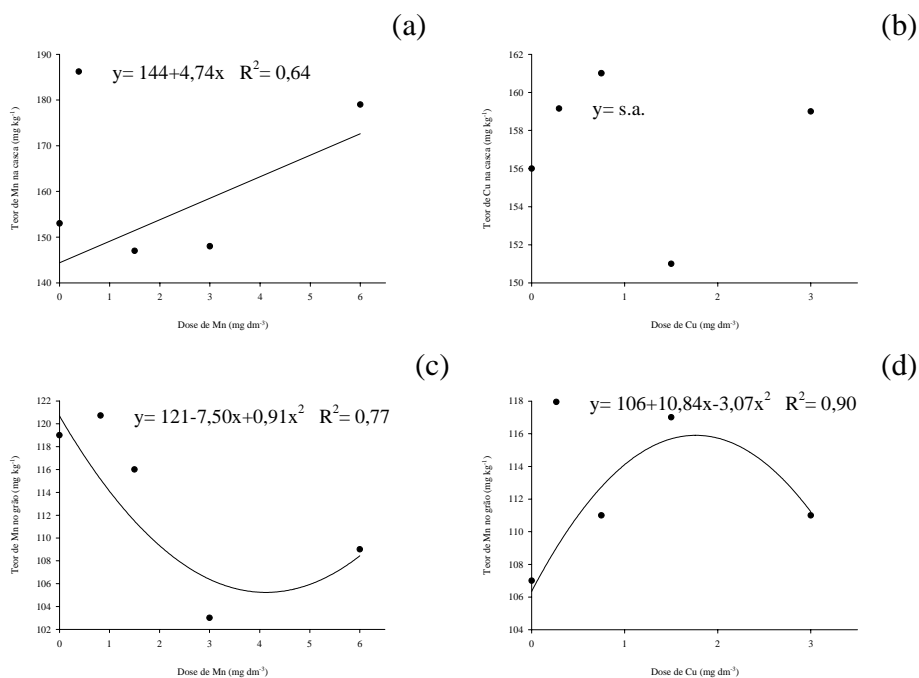 (a)
y= 144+4,74x R²= 0,64
Teor de Mn na casca (mg kg⁻¹)
190
180
170
160
150
140
0 1 2 3 4 5 6
Dose de Mn (mg dm⁻³)
(b)
y= s.a.
Teor de Cu na casca (mg kg⁻¹)
162
160
158
156
154
152
150
0 1 2 3
Dose de Cu (mg dm⁻³)
(c)
y= 121-7,50x+0,91x² R²= 0,77
Teor de Mn no grão (mg kg⁻¹)
122
120
118
116
114
112
110
108
106
104
102
0 1 2 3 4 5 6
Dose de Mn (mg dm⁻³)
(d)
y= 106+10,84x-3,07x² R²= 0,90
Teor de Mn no grão (mg kg⁻¹)
118
116
114
112
110
108
106
104
0 1 2 3
Dose de Cu (mg dm⁻³)